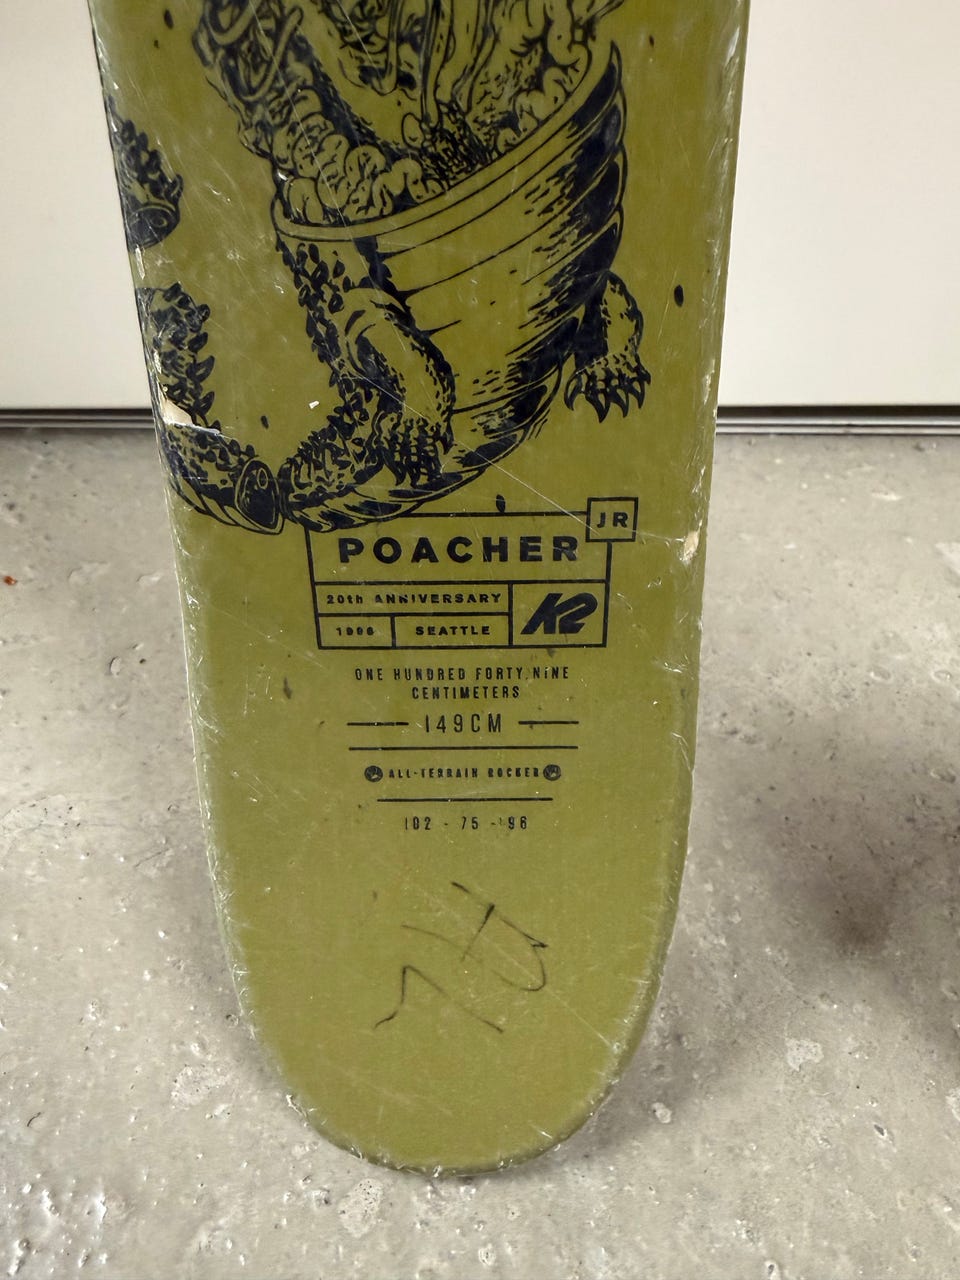 JR
POACHER
20th ANNIVERSARY
K2
1996
SEATTLE
ONE HUNDRED FORTY NINE
CENTIMETERS
149CM
ALL-TERRAIN ROCKER
102 - 75 - 96